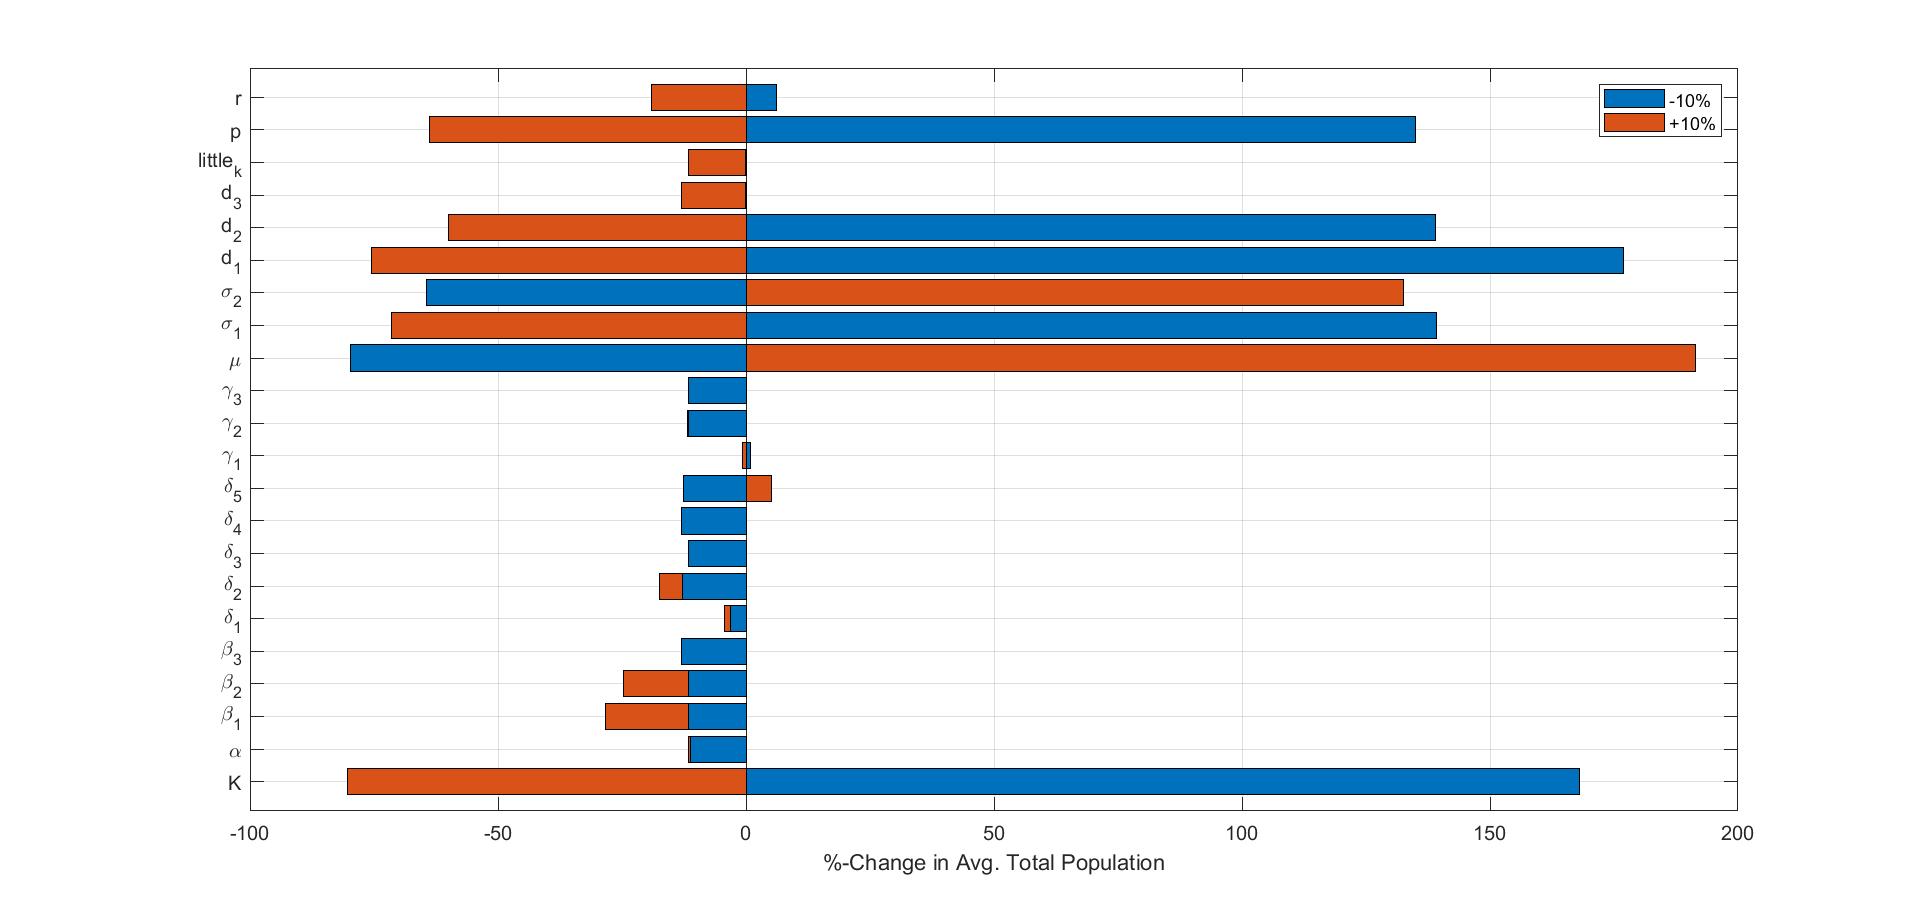 r
p
little_k
d_3
d_2
d_1
σ_2
σ_1
μ
γ_3
γ_2
γ_1
δ_5
δ_4
δ_3
δ_2
δ_1
β_3
β_2
β_1
α
K
-10%
+10%
-100 -50 0 50 100 150 200
%-Change in Avg. Total Population